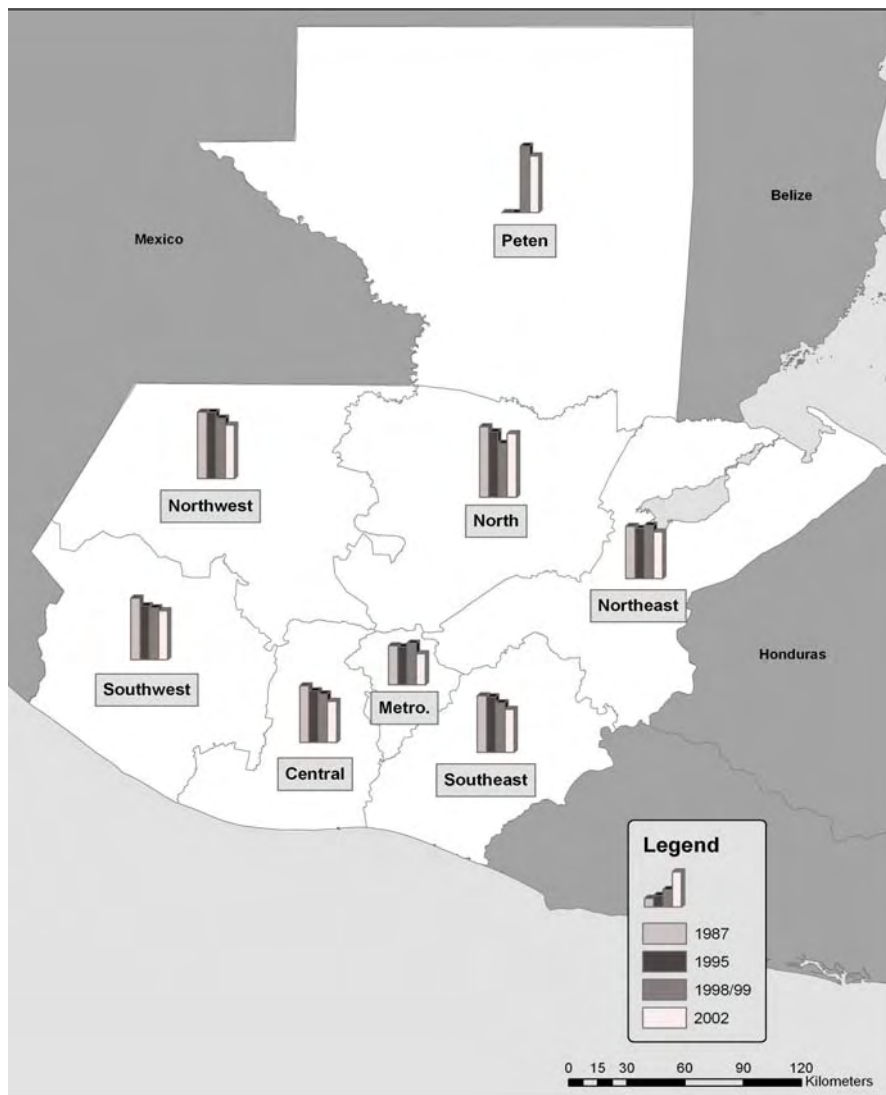 Belize
Mexico
Peten
Northwest
North
Northeast
Honduras
Southwest
Metro.
Central
Southeast
Legend
1987
1995
1998/99
2002
0 15 30 60 90 120
Kilometers